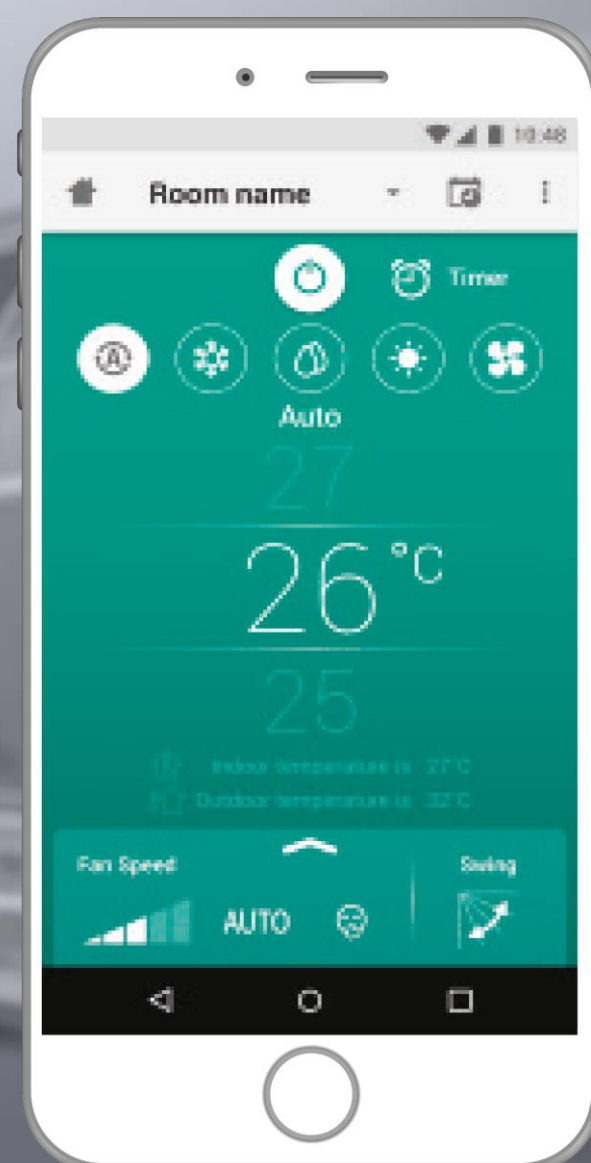 10:48
Room name
Timer
A
Auto
27
26 °C
25
Indoor temperature is 27°C
Outdoor temperature is 32°C
Fan Speed
Swing
AUTO